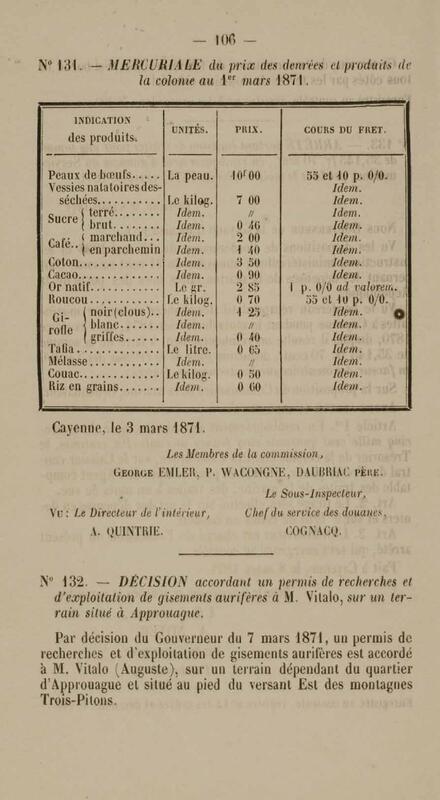 — 106 —
N° 131. — MERCURIALE du prix des denrées et produits de
la colonie au 1er mars 1871.
INDICATION des produits. UNITÉS. PRIX. COURS DU FRET.
Peaux de bœufs..... La peau. 10f 00 55 et 10 p. 0/0.
Vessies natatoires des- Idem.
séchées........... Le kilog. 7 00 Idem.
Sucre { terré........ Idem. // Idem.
brut......... Idem. 0 46 Idem.
Café.. { marchand... Idem. 2 00 Idem.
en parchemin Idem. 1 40 Idem.
Coton.............. Idem. 3 50 Idem.
Cacao.............. Idem. 0 90 Idem.
Or natif............ Le gr. 2 85 1 p. 0/0 ad valorem.
Roucou............. Le kilog. 0 70 55 et 10 p. 0/0.
Gi-rofle { noir (clous).. Idem. 1 25 Idem.
blanc........ Idem. // Idem.
griffes....... Idem. 0 40 Idem.
Tafia.............. Le litre. 0 65 Idem.
Mélasse............ Idem. // Idem.
Couac.............. Le kilog. 0 50 Idem.
Riz en grains....... Idem. 0 60 Idem.
Cayenne, le 3 mars 1871.
Les Membres de la commission,
GEORGE EMLER, P. WACONGNE, DAUBRIAC PÈRE.
Le Sous-Inspecteur,
VU : Le Directeur de l'intérieur, Chef du service des douanes,
A. QUINTRIE. COGNACQ.
N° 132. — DÉCISION accordant un permis de recherches et
d'exploitation de gisements aurifères à M. Vitalo, sur un ter-
rain situé à Approuague.
Par décision du Gouverneur du 7 mars 1871, un permis de
recherches et d'exploitation de gisements aurifères est accordé
à M. Vitalo (Auguste), sur un terrain dépendant du quartier
d'Approuague et situé au pied du versant Est des montagnes
Trois-Pitons.